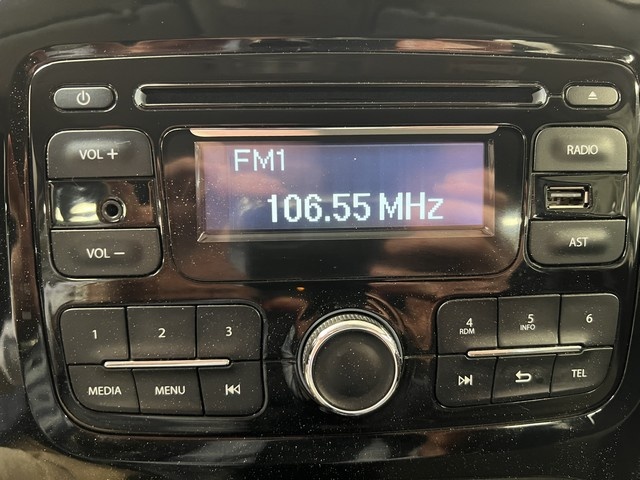 VOL +
RADIO
FM1
106.55 MHz
VOL −
AST
1
2
3
4
RDM
5
INFO
6
MEDIA
MENU
TEL